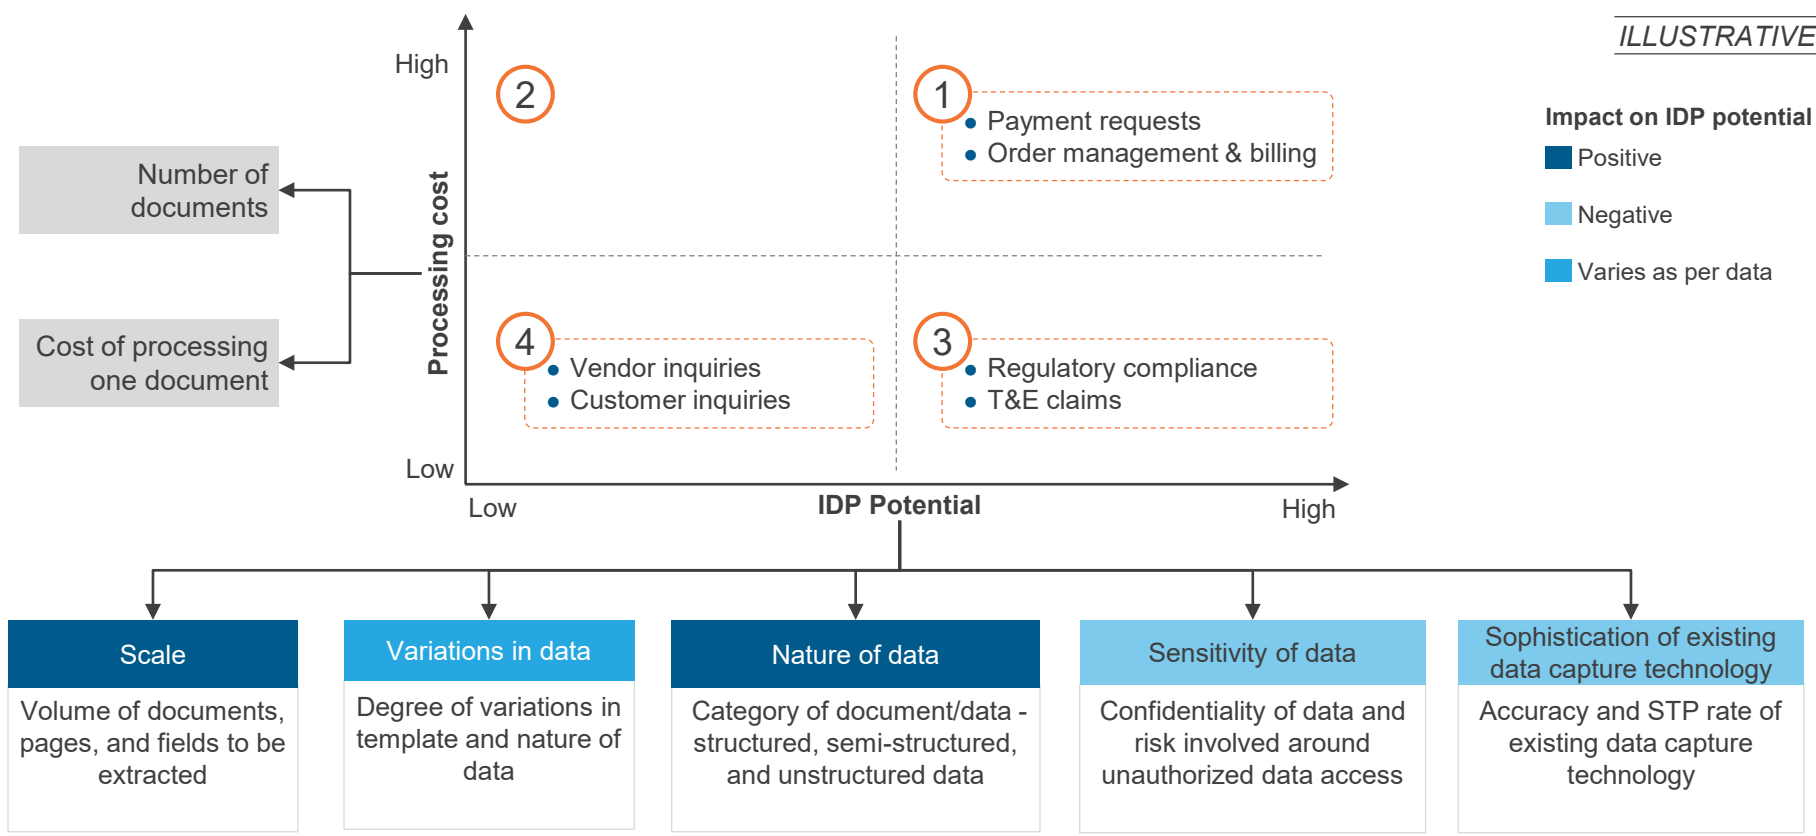 ILLUSTRATIVE
High
2
1
Payment requests
Order management & billing
Impact on IDP potential
Positive
Negative
Varies as per data
Number of
documents
Cost of processing
one document
Processing cost
4
Vendor inquiries
Customer inquiries
3
Regulatory compliance
T&E claims
Low
Low
IDP Potential
High
Scale
Volume of documents,
pages, and fields to be
extracted
Variations in data
Degree of variations in
template and nature of
data
Nature of data
Category of document/data -
structured, semi-structured,
and unstructured data
Sensitivity of data
Confidentiality of data and
risk involved around
unauthorized data access
Sophistication of existing
data capture technology
Accuracy and STP rate of
existing data capture
technology